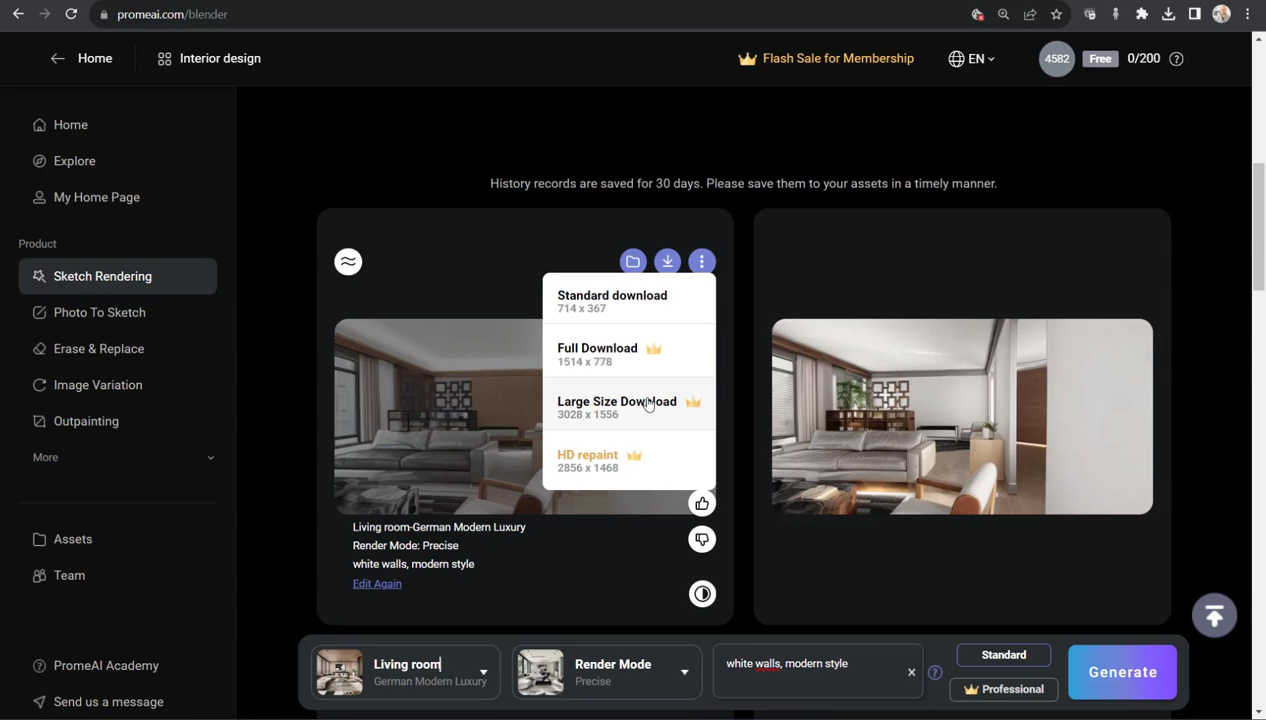 promeai.com/blender
Home
Interior design
Flash Sale for Membership
EN
4582
Free
0/200
Home
Explore
My Home Page
Product
Sketch Rendering
Photo To Sketch
Erase & Replace
Image Variation
Outpainting
More
Assets
Team
PromeAI Academy
Send us a message
History records are saved for 30 days. Please save them to your assets in a timely manner.
Standard download
714 x 367
Full Download
1514 x 778
Large Size Download
3028 x 1556
HD repaint
2856 x 1468
Living room-German Modern Luxury
Render Mode: Precise
white walls, modern style
Edit Again
Living room
German Modern Luxury
Render Mode
Precise
white walls, modern style
Standard
Professional
Generate